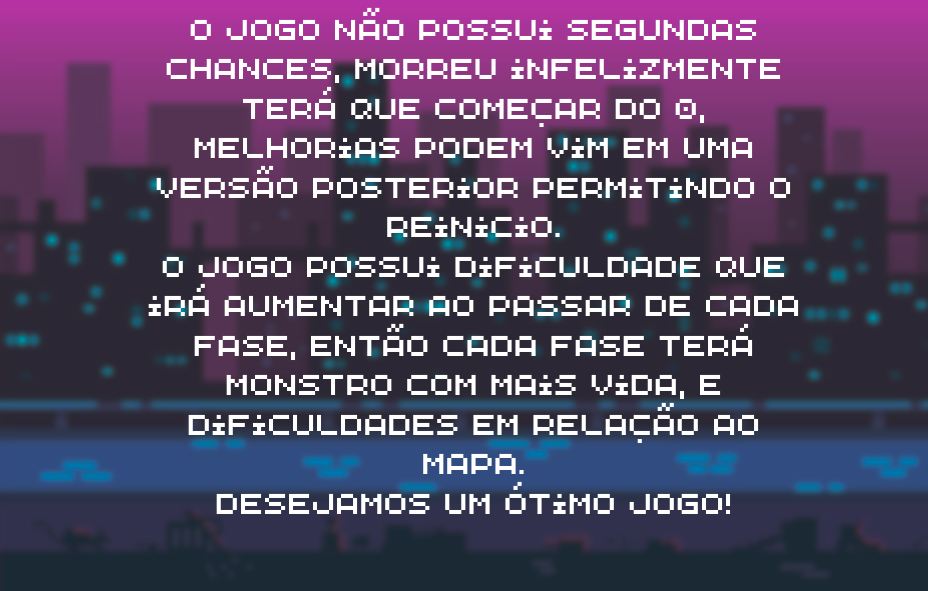 O JOGO NÃO POSSUi SEGUNDAS
CHANCES, MORREU iNFELiZMENTE
TERÁ QUE COMEÇAR DO 0,
MELHORiAS PODEM ViM EM UMA
VERSÃO POSTERiOR PERMiTiNDO O
REiNiCiO.
O JOGO POSSUi DiFiCULDADE QUE
iRÁ AUMENTAR AO PASSAR DE CADA
FASE, ENTÃO CADA FASE TERÁ
MONSTRO COM MAiS ViDA, E
DiFiCULDADES EM RELAÇÃO AO
MAPA.
DESEJAMOS UM ÓTiMO JOGO!